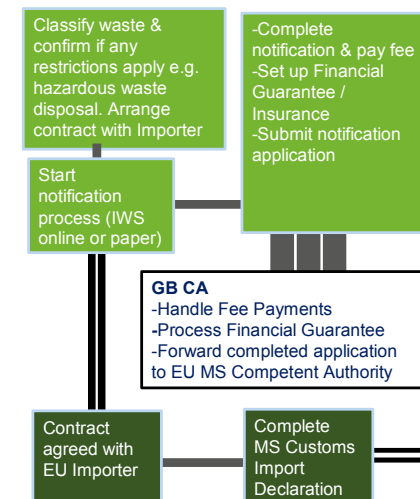 Classify waste &
confirm if any
restrictions apply e.g.
hazardous waste
disposal. Arrange
contract with Importer
-Complete
notification & pay fee
-Set up Financial
Guarantee /
Insurance
-Submit notification
application
Start
notification
process (IWS
online or paper)
GB CA
-Handle Fee Payments
-Process Financial Guarantee
-Forward completed application
to EU MS Competent Authority
Contract
agreed with
EU Importer
Complete
MS Customs
Import
Declaration